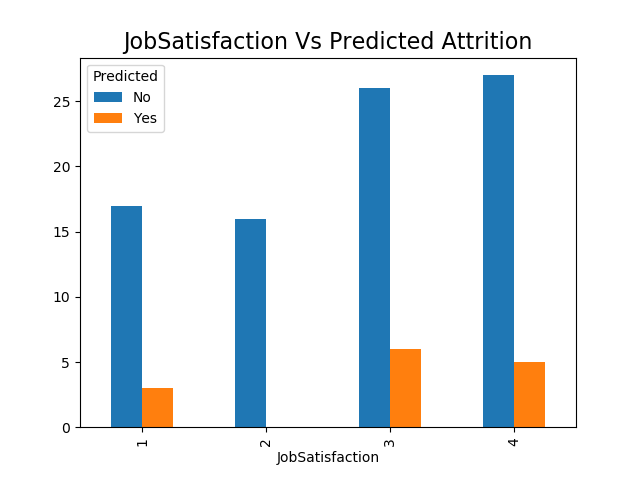 JobSatisfaction Vs Predicted Attrition
Predicted
No
Yes
25
20
15
10
5
0
1
2
3
4
JobSatisfaction